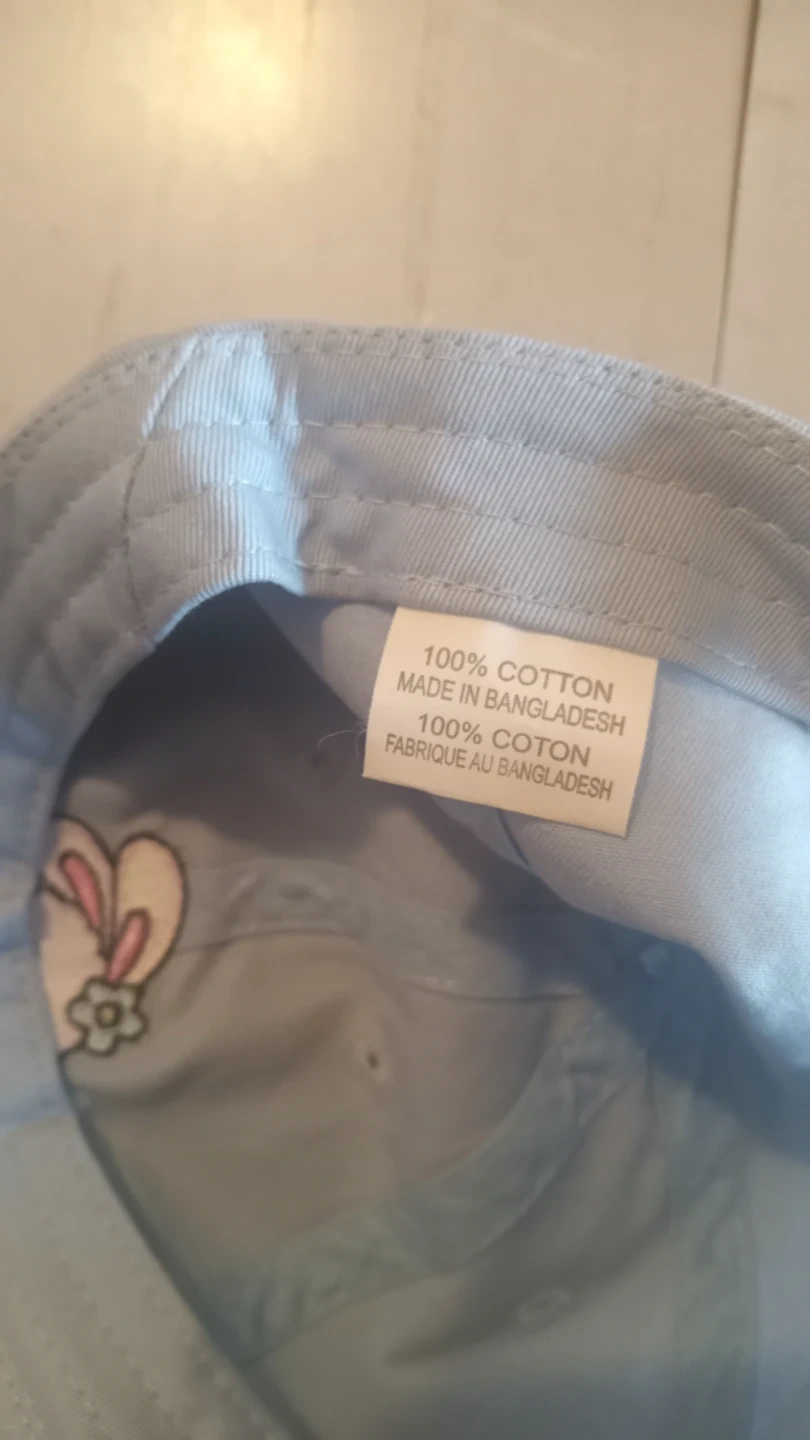 100% COTTON
MADE IN BANGLADESH
100% COTON
FABRIQUE AU BANGLADESH